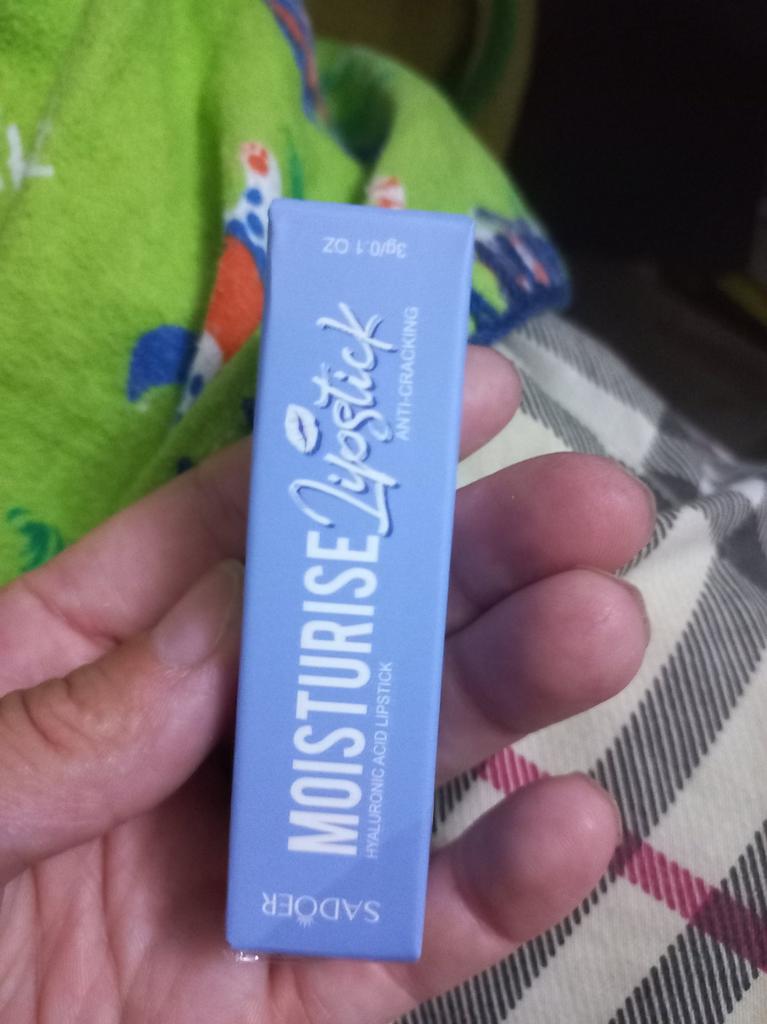 SADOER
MOISTURISE Lipstick
HYALURONIC ACID LIPSTICK
ANTI-CRACKING
3g/0.1 OZ